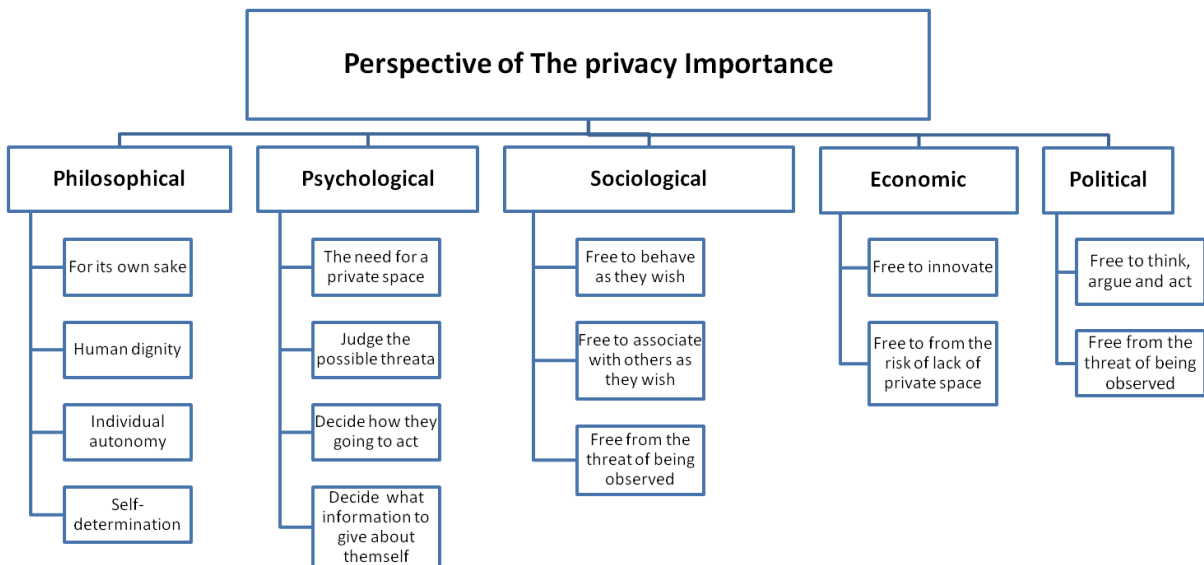 Perspective of The privacy Importance
Philosophical
For its own sake
Human dignity
Individual
autonomy
Self-
determination
Psychological
The need for a
private space
Judge the
possible threata
Decide how they
going to act
Decide what
information to
give about
themself
Sociological
Free to behave
as they wish
Free to associate
with others as
they wish
Free from the
threat of being
observed
Economic
Free to innovate
Free to from the
risk of lack of
private space
Political
Free to think,
argue and act
Free from the
threat of being
observed